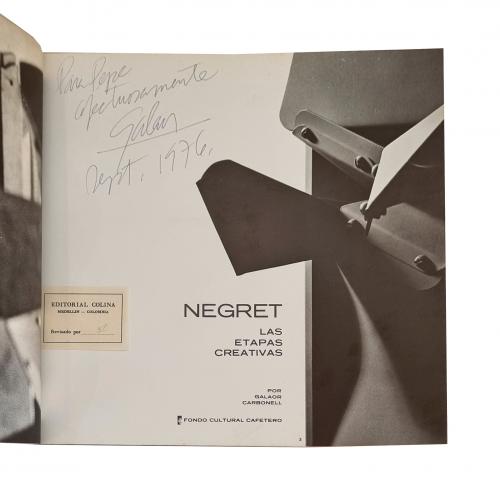 Para Pepe
afectuosamente
Galaor
Sept. 1976.
EDITORIAL COLINA
MEDELLIN — COLOMBIA
Revisado por
NEGRET
LAS
ETAPAS
CREATIVAS
POR
GALAOR
CARBONELL
FONDO CULTURAL CAFETERO
3